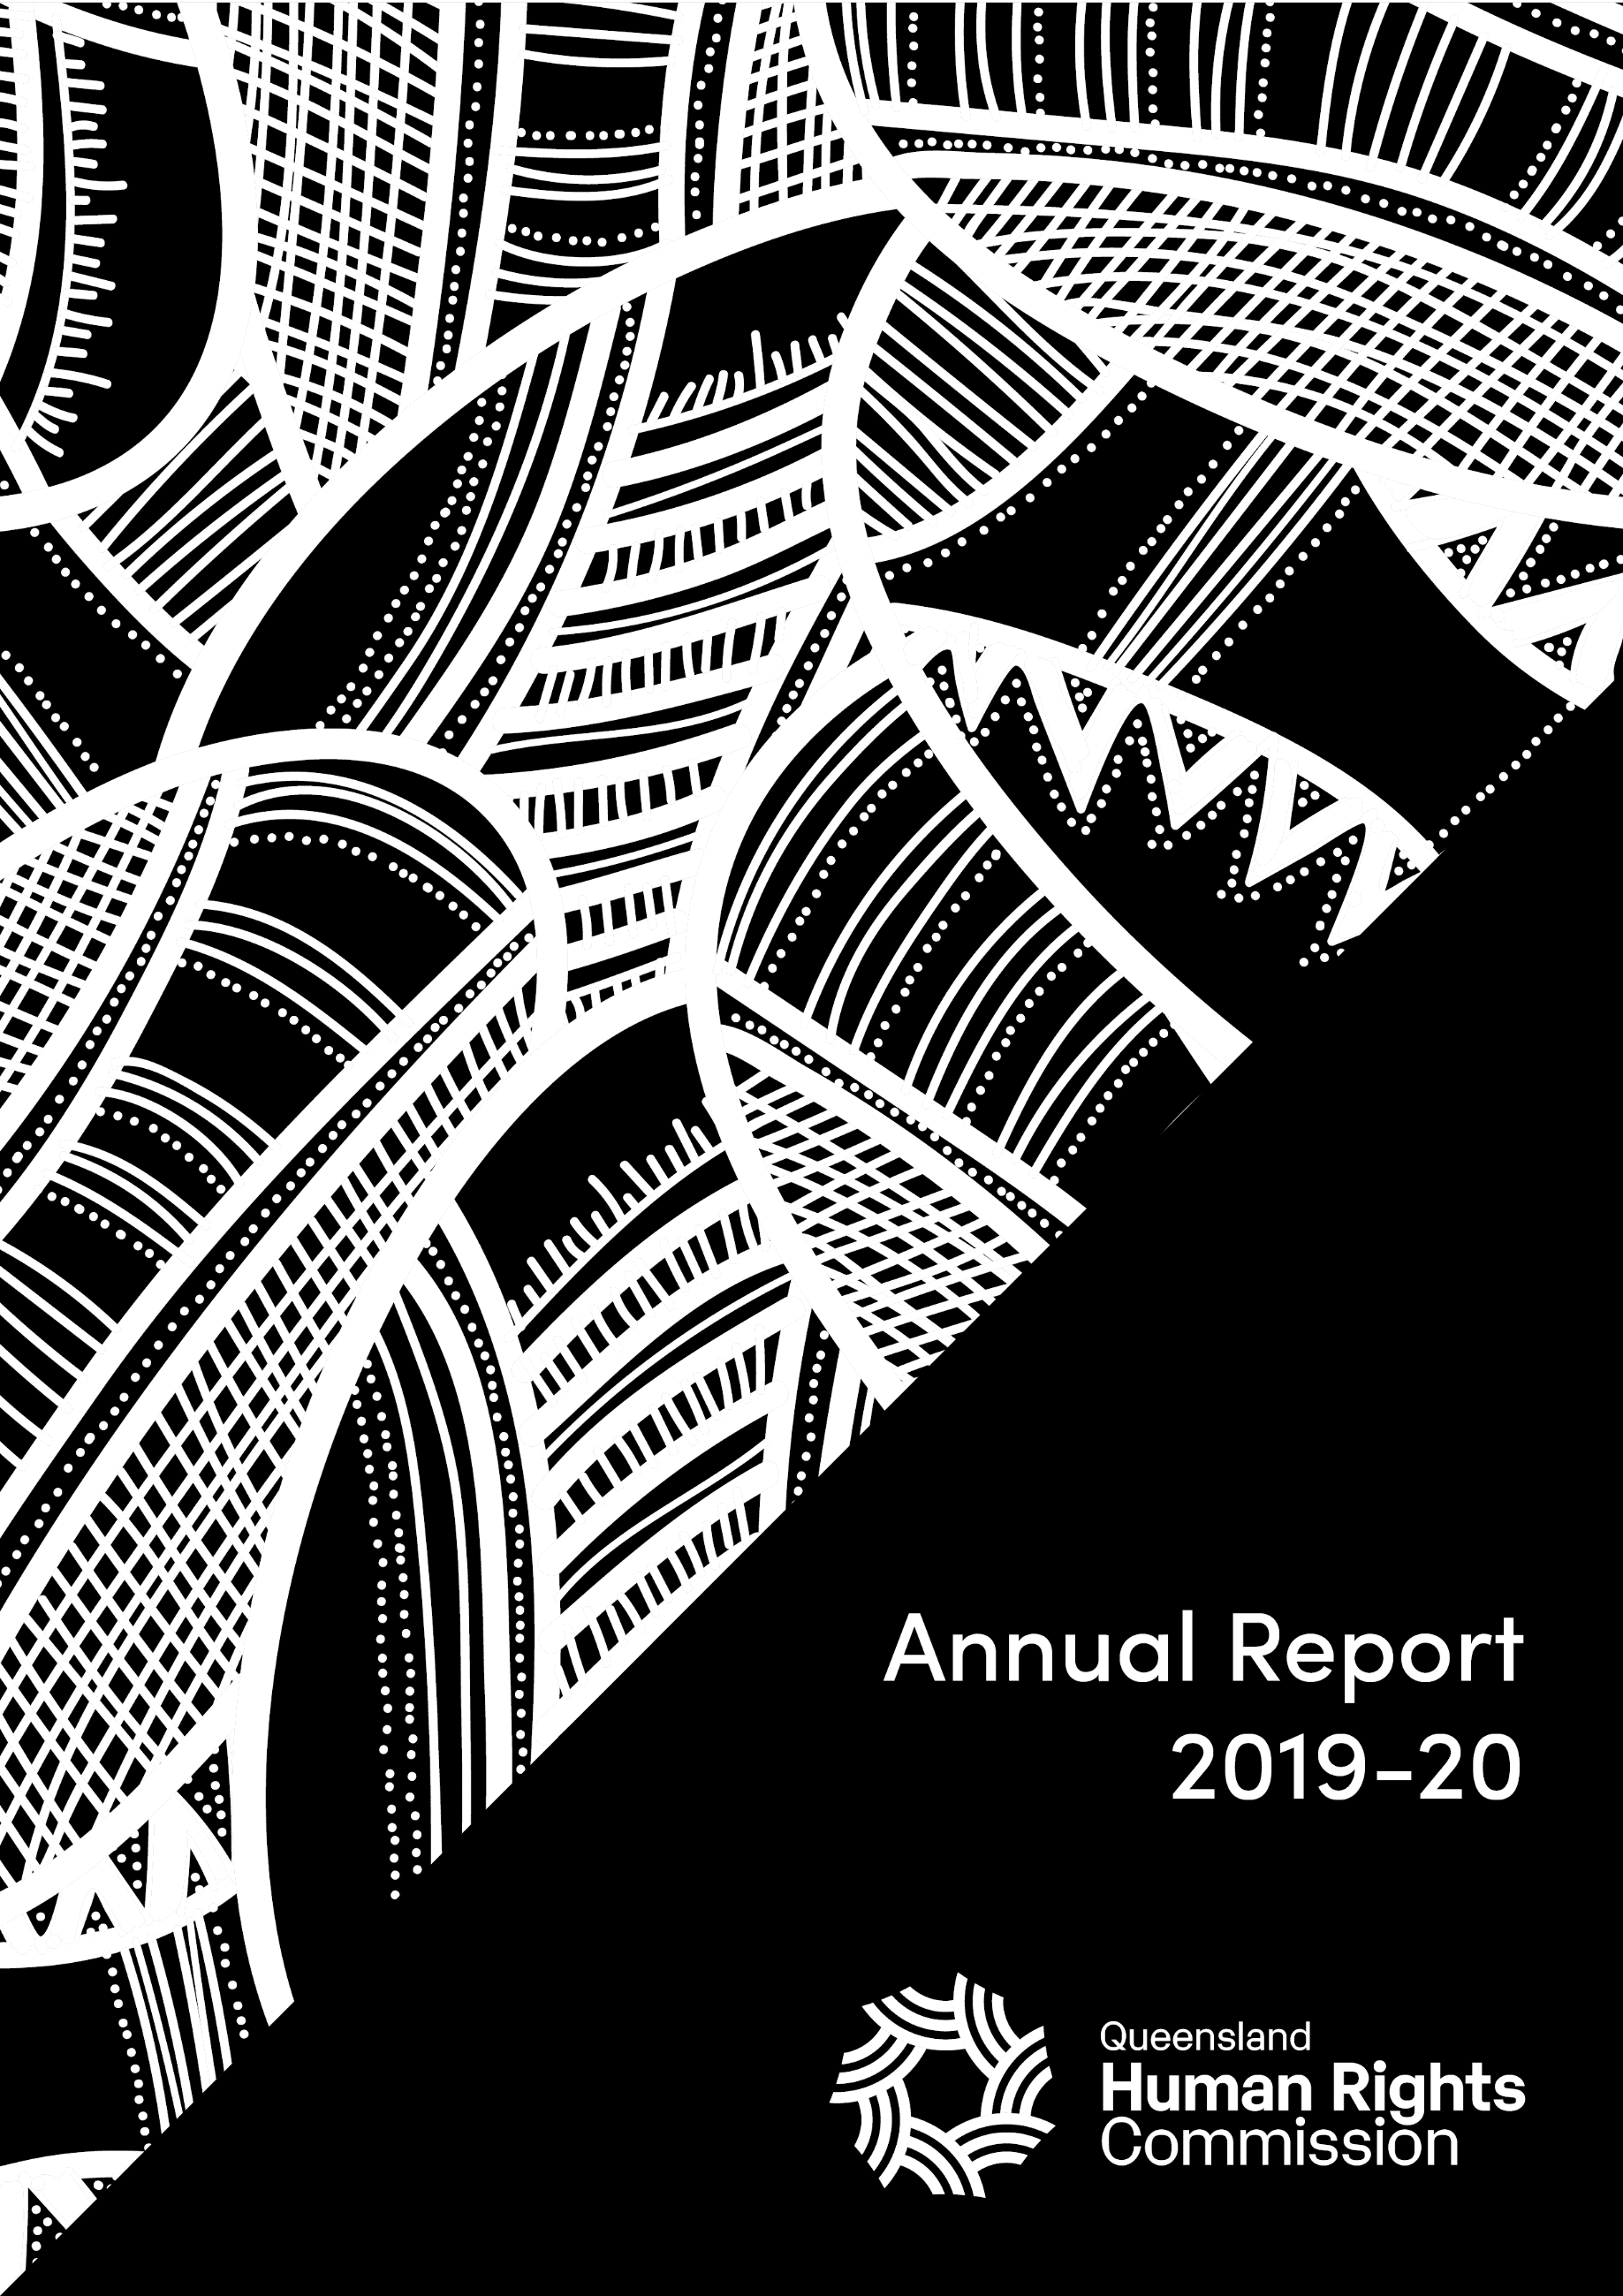 Annual Report
2019–20
Queensland
Human Rights
Commission